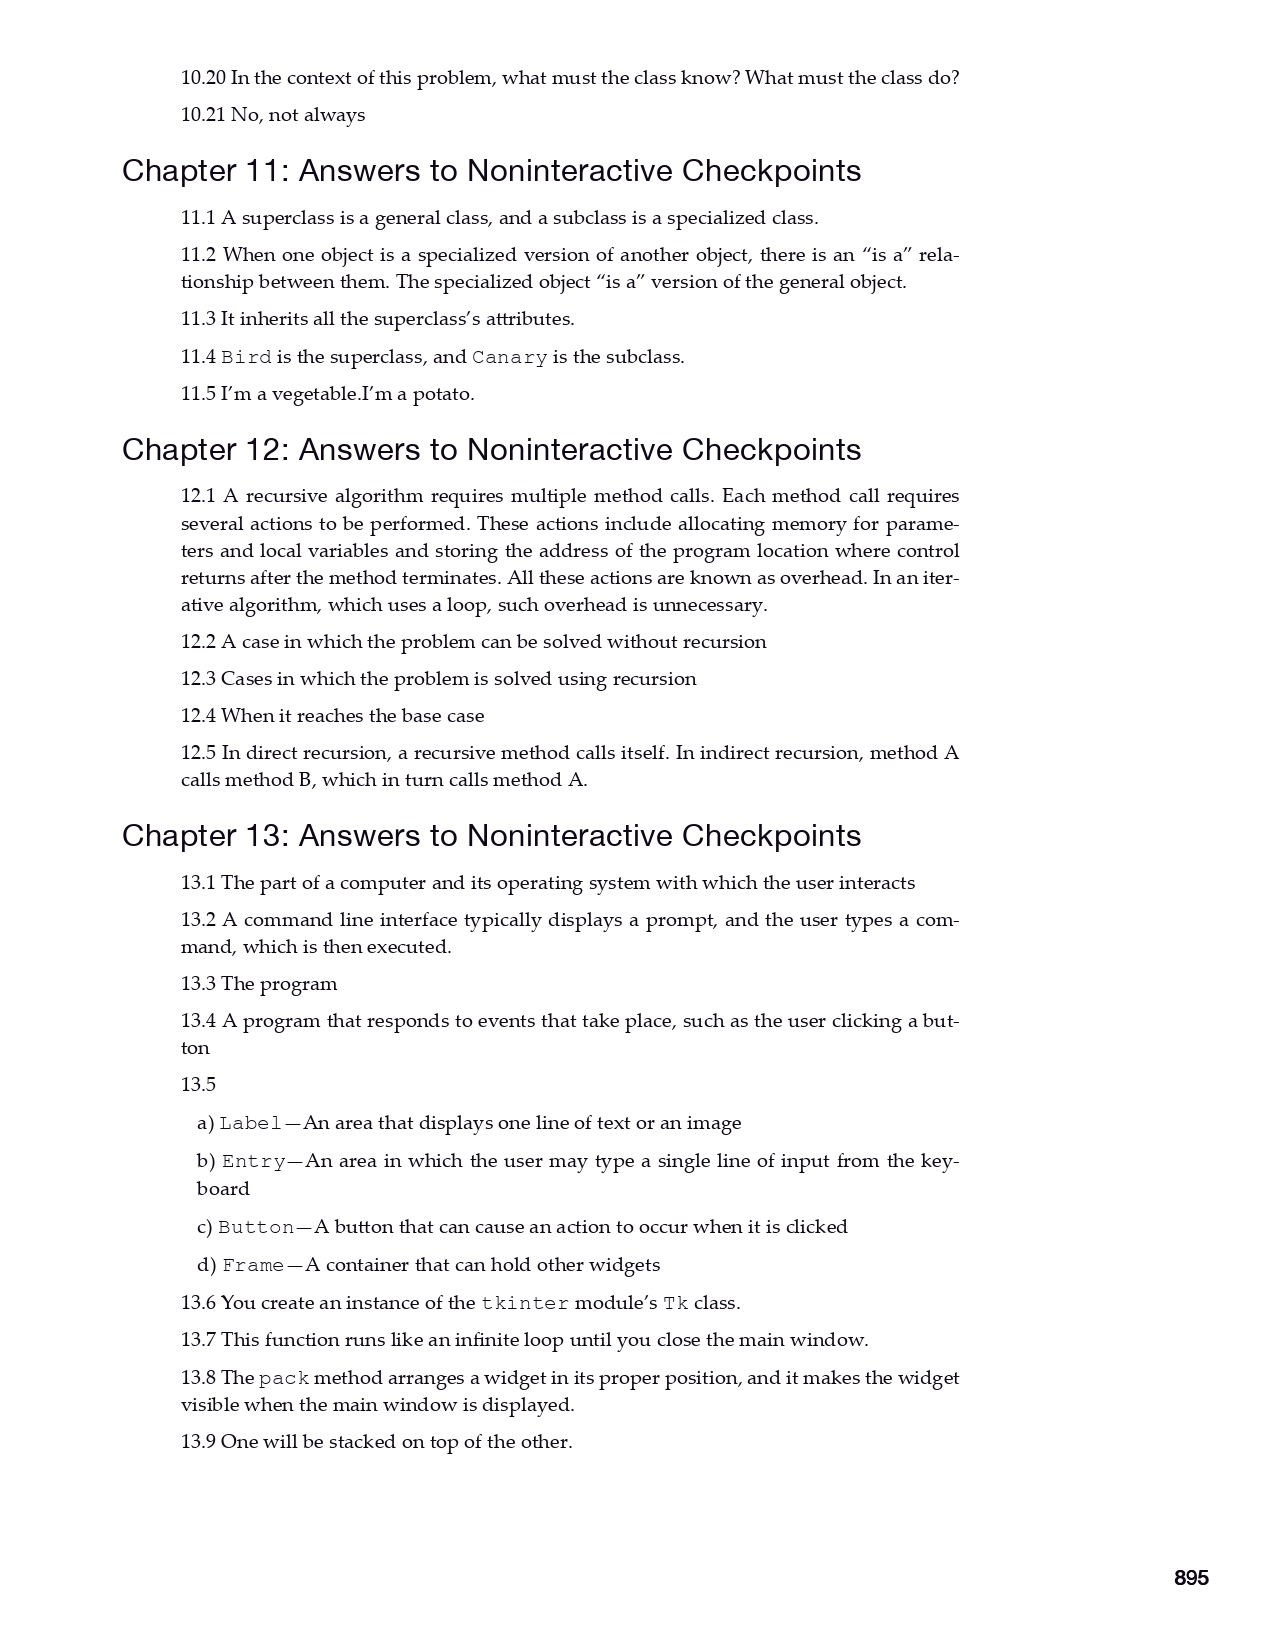 10.20 In the context of this problem, what must the class know? What must the class do?
10.21 No, not always
Chapter 11: Answers to Noninteractive Checkpoints
11.1 A superclass is a general class, and a subclass is a specialized class.
11.2 When one object is a specialized version of another object, there is an “is a” rela-
tionship between them. The specialized object “is a” version of the general object.
11.3 It inherits all the superclass’s attributes.
11.4 Bird is the superclass, and Canary is the subclass.
11.5 I’m a vegetable.I’m a potato.
Chapter 12: Answers to Noninteractive Checkpoints
12.1 A recursive algorithm requires multiple method calls. Each method call requires
several actions to be performed. These actions include allocating memory for parame-
ters and local variables and storing the address of the program location where control
returns after the method terminates. All these actions are known as overhead. In an iter-
ative algorithm, which uses a loop, such overhead is unnecessary.
12.2 A case in which the problem can be solved without recursion
12.3 Cases in which the problem is solved using recursion
12.4 When it reaches the base case
12.5 In direct recursion, a recursive method calls itself. In indirect recursion, method A
calls method B, which in turn calls method A.
Chapter 13: Answers to Noninteractive Checkpoints
13.1 The part of a computer and its operating system with which the user interacts
13.2 A command line interface typically displays a prompt, and the user types a com-
mand, which is then executed.
13.3 The program
13.4 A program that responds to events that take place, such as the user clicking a but-
ton
13.5
a) Label—An area that displays one line of text or an image
b) Entry—An area in which the user may type a single line of input from the key-
board
c) Button—A button that can cause an action to occur when it is clicked
d) Frame—A container that can hold other widgets
13.6 You create an instance of the tkinter module’s Tk class.
13.7 This function runs like an infinite loop until you close the main window.
13.8 The pack method arranges a widget in its proper position, and it makes the widget
visible when the main window is displayed.
13.9 One will be stacked on top of the other.
895